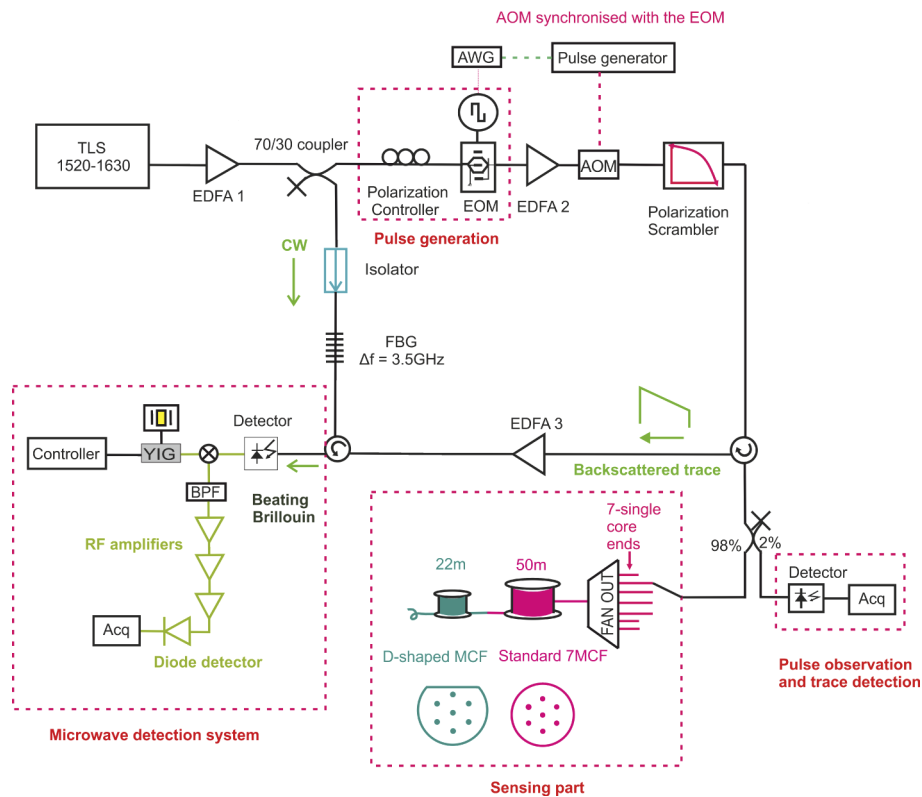 AOM synchronised with the EOM
AWG
Pulse generator
TLS
1520-1630
70/30 coupler
EDFA 1
Polarization
Controller
EOM
EDFA 2
AOM
Polarization
Scrambler
Pulse generation
CW
Isolator
FBG
Δf = 3.5GHz
Detector
EDFA 3
Controller
YIG
Backscattered trace
BPF
Beating
Brillouin
RF amplifiers
7-single
core
ends
98%
2%
22m
50m
FAN OUT
Detector
Acq
Acq
Diode detector
D-shaped MCF
Standard 7MCF
Pulse observation
and trace detection
Microwave detection system
Sensing part